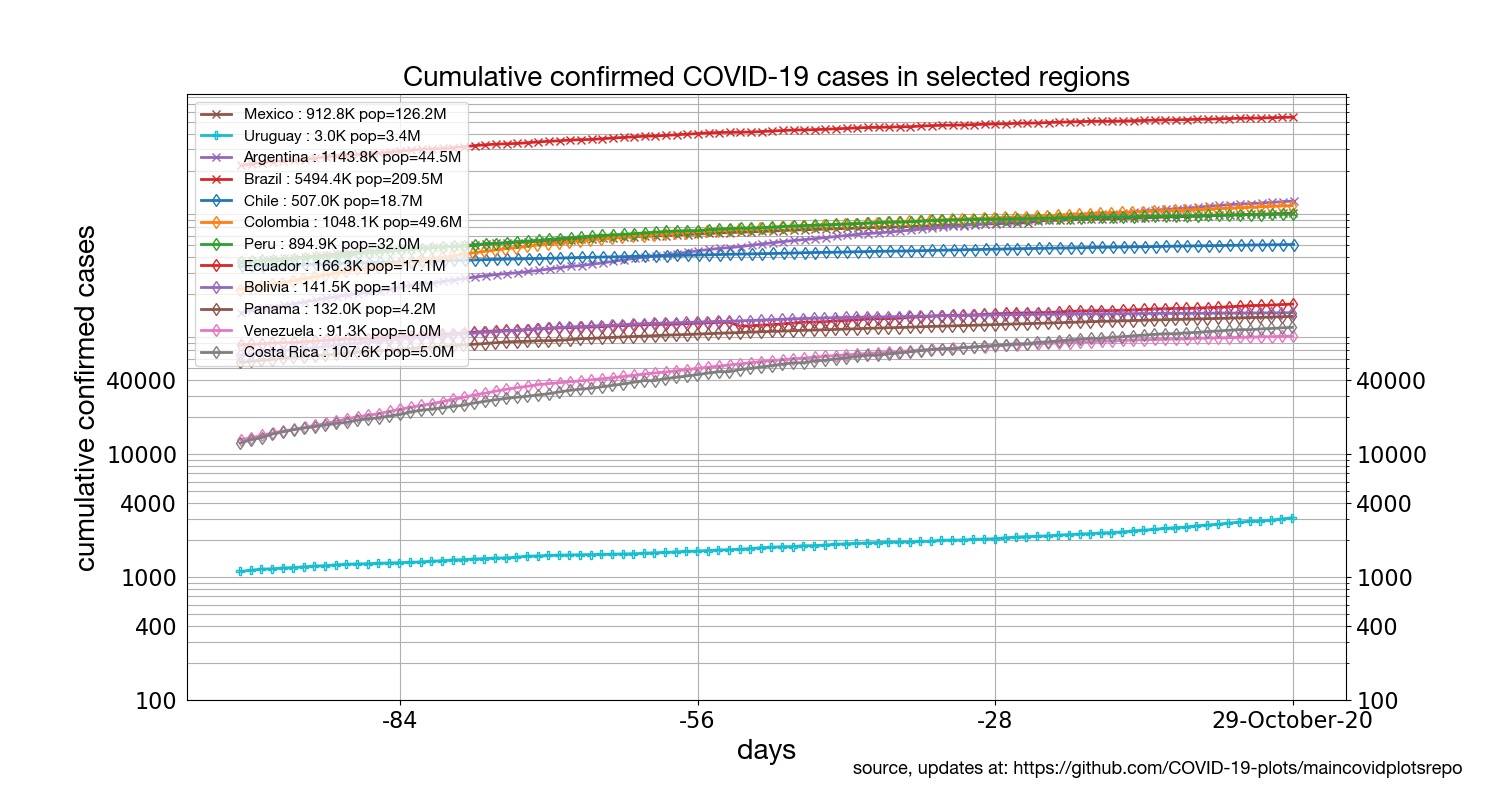 Cumulative confirmed COVID-19 cases in selected regions
Mexico : 912.8K pop=126.2M
Uruguay : 3.0K pop=3.4M
Argentina : 1143.8K pop=44.5M
Brazil : 5494.4K pop=209.5M
Chile : 507.0K pop=18.7M
Colombia : 1048.1K pop=49.6M
Peru : 894.9K pop=32.0M
Ecuador : 166.3K pop=17.1M
Bolivia : 141.5K pop=11.4M
Panama : 132.0K pop=4.2M
Venezuela : 91.3K pop=0.0M
Costa Rica : 107.6K pop=5.0M
cumulative confirmed cases
40000 40000
10000 10000
4000 4000
1000 1000
400 400
100 100
-84 -56 -28 29-October-20
days
source, updates at: https://github.com/COVID-19-plots/maincovidplotsrepo